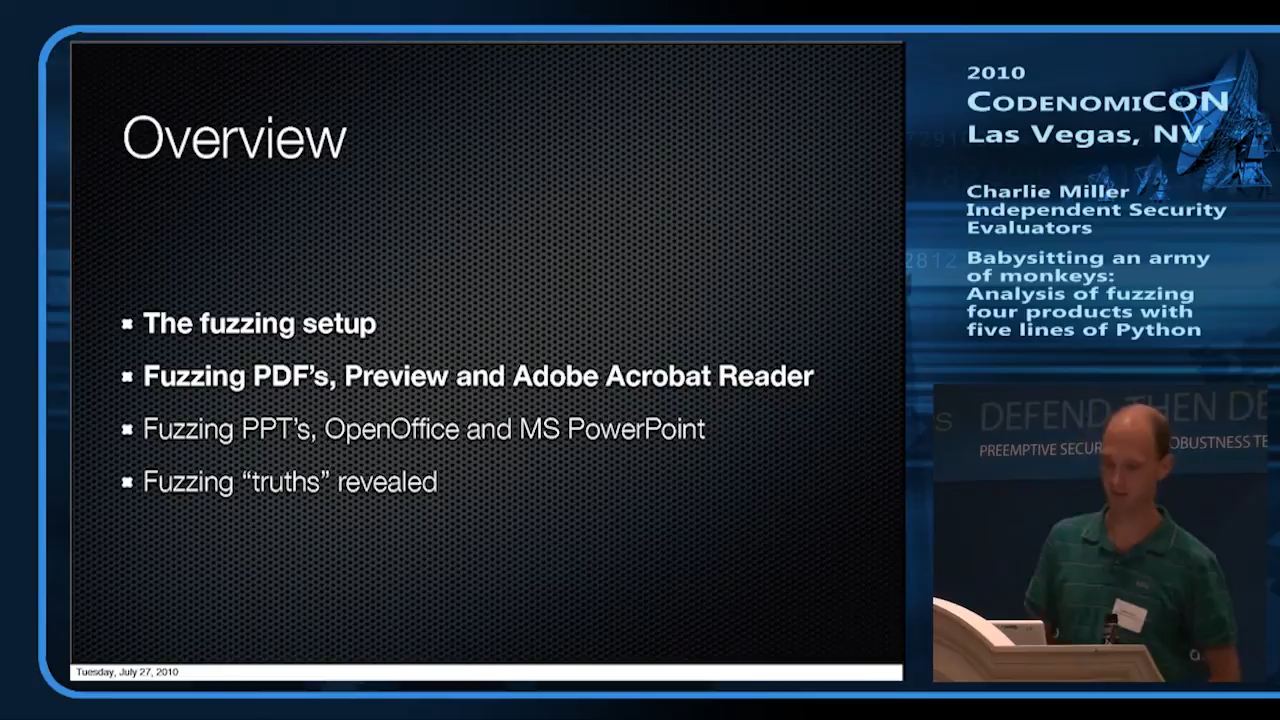 Overview
The fuzzing setup
Fuzzing PDF's, Preview and Adobe Acrobat Reader
Fuzzing PPT's, OpenOffice and MS PowerPoint
Fuzzing “truths” revealed
Tuesday, July 27, 2010
2010
CODENOMICON
Las Vegas, NV
Charlie Miller
Independent Security
Evaluators
Babysitting an army
of monkeys:
Analysis of fuzzing
four products with
five lines of Python
2812
DEFEND THEN DE
PREEMPTIVE SECUR OBUSTNESS TE